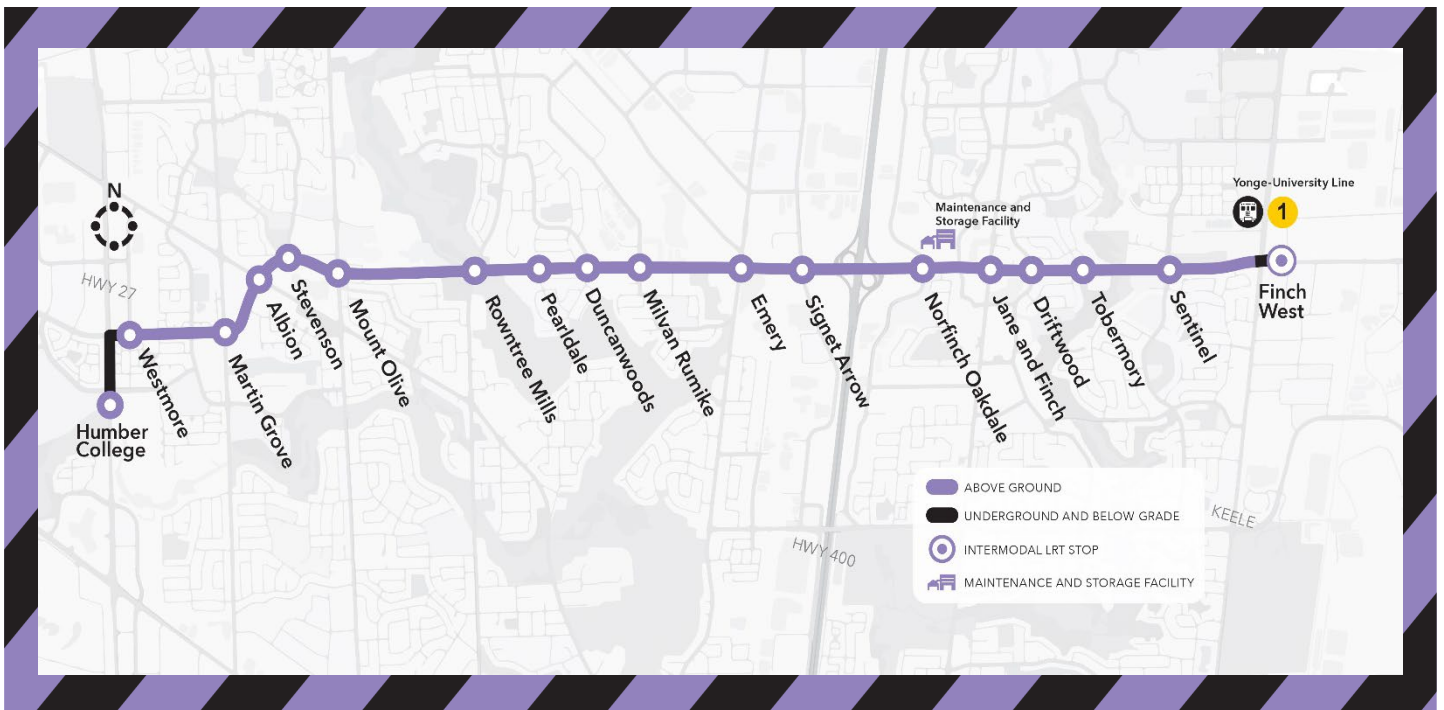 N
HWY 27
Humber
College
Westmore
Martin Grove
Albion
Stevenson
Mount Olive
Rowntree Mills
Pearldale
Duncanwoods
Milvan Rumike
Emery
Signet Arrow
Maintenance and
Storage Facility
Norfinch Oakdale
Jane and Finch
Driftwood
Tobermory
Sentinel
Yonge-University Line
1
Finch
West
HWY 400
KEELE
ABOVE GROUND
UNDERGROUND AND BELOW GRADE
INTERMODAL LRT STOP
MAINTENANCE AND STORAGE FACILITY